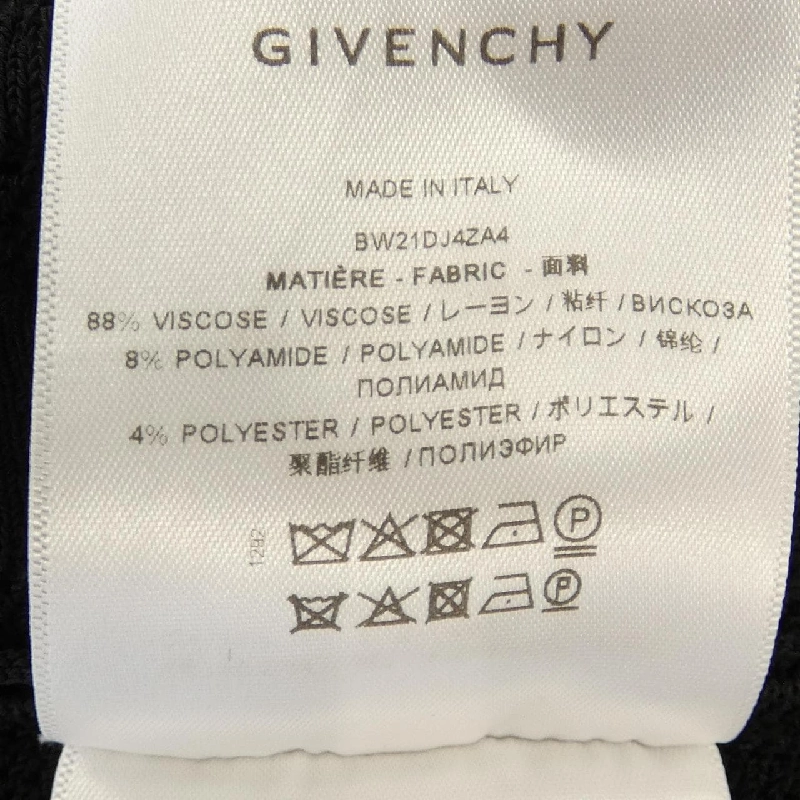 GIVENCHY
MADE IN ITALY
BW21DJ4ZA4
MATIÈRE - FABRIC - 面料
88% VISCOSE / VISCOSE / レーヨン / 粘纤 / ВИСКОЗА
8% POLYAMIDE / POLYAMIDE / ナイロン / 锦纶 /
ПОЛИАМИД
4% POLYESTER / POLYESTER / ポリエステル /
聚酯纤维 / ПОЛИЭФИР
1292
P
P